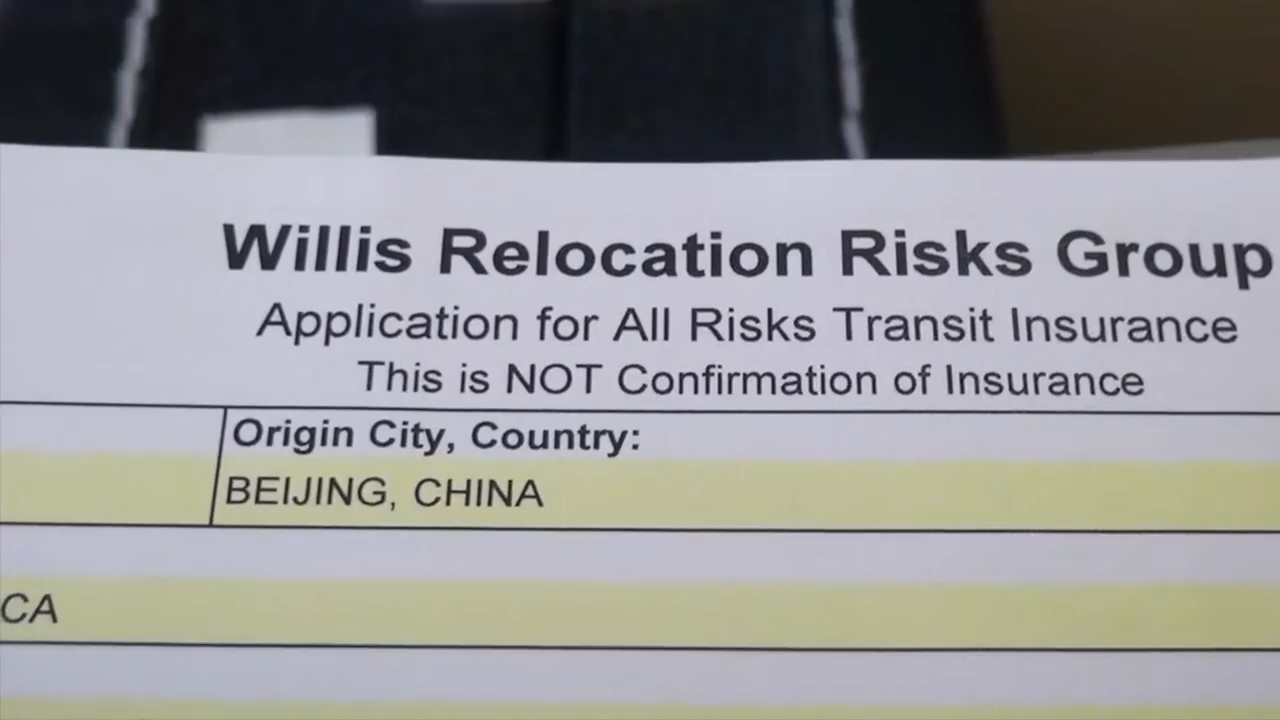 Willis Relocation Risks Group
Application for All Risks Transit Insurance
This is NOT Confirmation of Insurance
Origin City, Country:
BEIJING, CHINA
CA